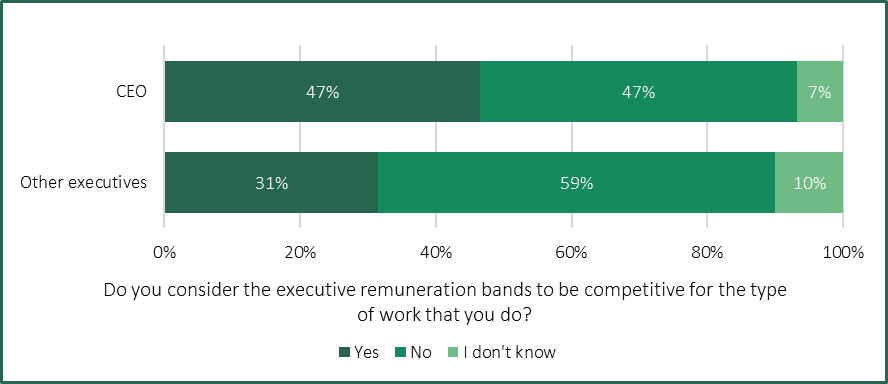 CEO
47%
47%
7%
Other executives
31%
59%
10%
0%
20%
40%
60%
80%
100%
Do you consider the executive remuneration bands to be competitive for the type
of work that you do?
Yes
No
I don't know